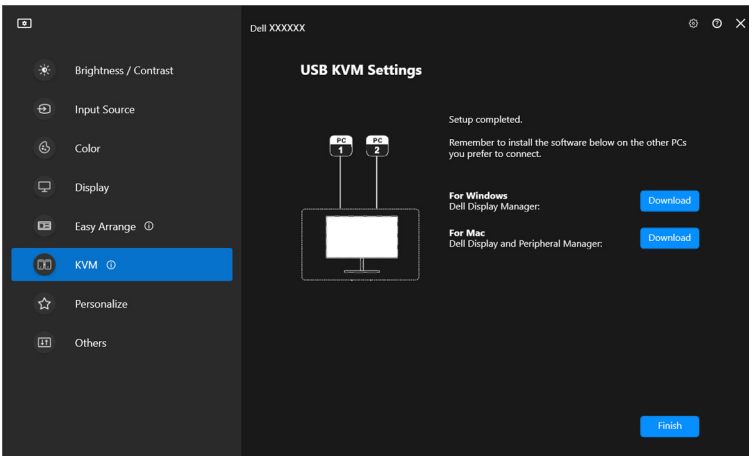 Dell XXXXXX
Brightness / Contrast
Input Source
Color
Display
Easy Arrange
KVM
Personalize
Others
USB KVM Settings
PC
1
PC
2
Setup completed.
Remember to install the software below on the other PCs
you prefer to connect.
For Windows
Dell Display Manager:
Download
For Mac
Dell Display and Peripheral Manager:
Download
Finish